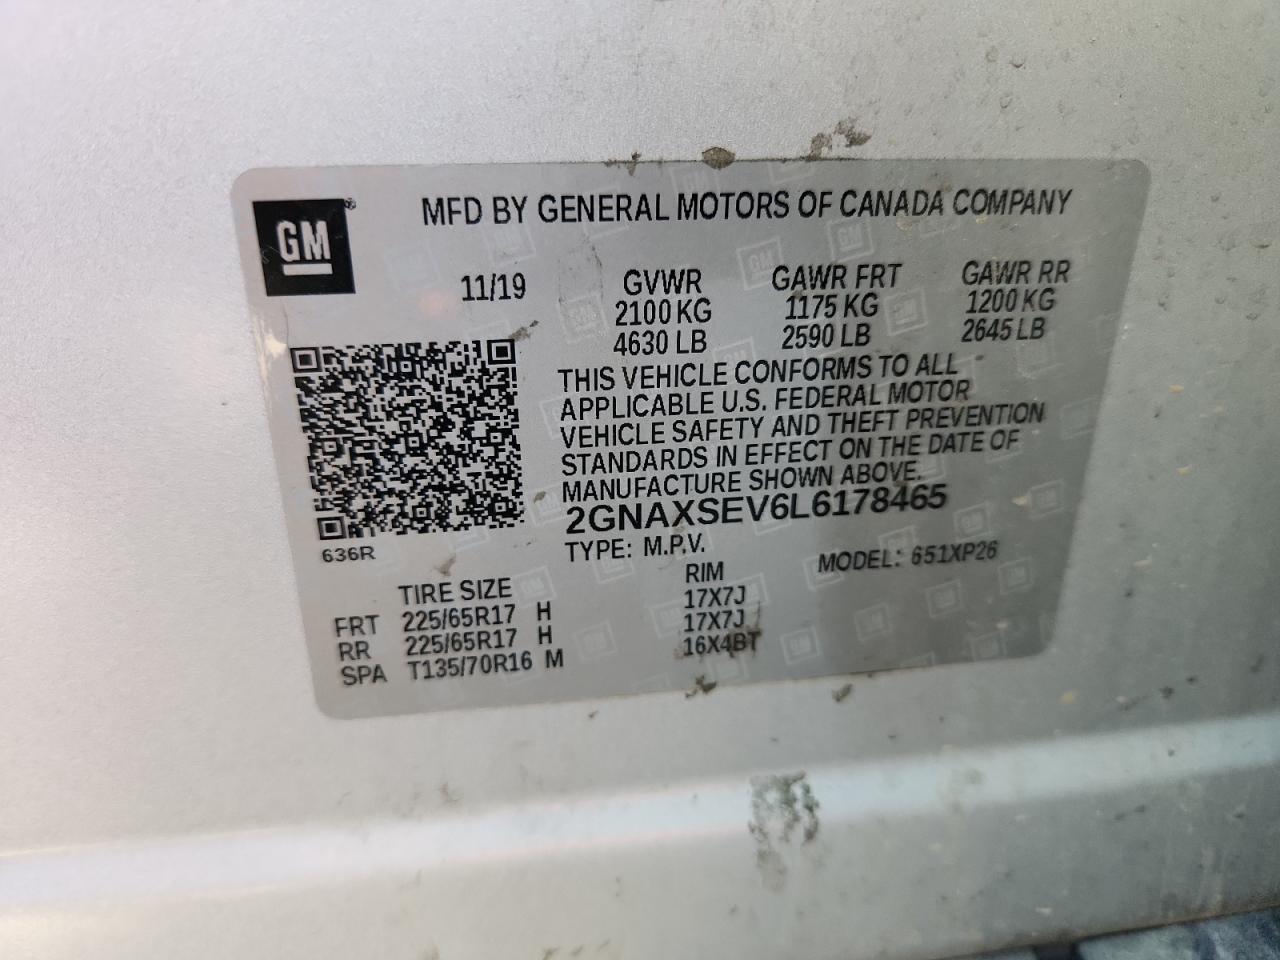 GM®
MFD BY GENERAL MOTORS OF CANADA COMPANY
11/19 GVWR GAWR FRT GAWR RR
2100 KG 1175 KG 1200 KG
4630 LB 2590 LB 2645 LB
THIS VEHICLE CONFORMS TO ALL
APPLICABLE U.S. FEDERAL MOTOR
VEHICLE SAFETY AND THEFT PREVENTION
STANDARDS IN EFFECT ON THE DATE OF
MANUFACTURE SHOWN ABOVE.
2GNAXSEV6L6178465
636R
TYPE: M.P.V. MODEL: 651XP26
TIRE SIZE RIM
FRT 225/65R17 H 17X7J
RR 225/65R17 H 17X7J
SPA T135/70R16 M 16X4BT